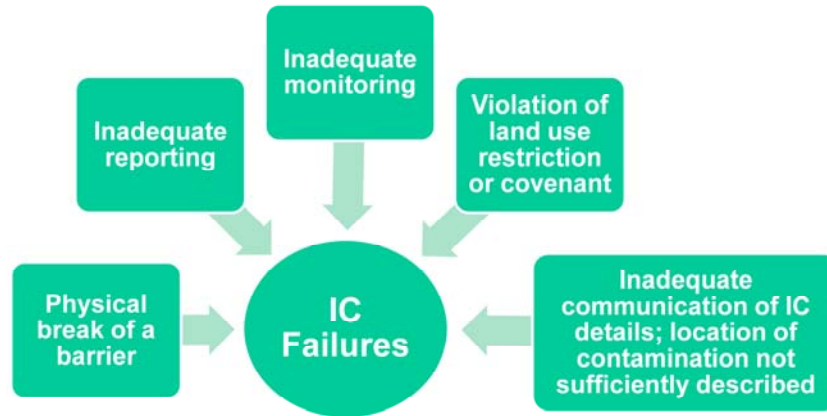 Inadequate
monitoring
Inadequate
reporting
Violation of
land use
restriction
or covenant
Physical
break of a
barrier
IC
Failures
Inadequate
communication of IC
details; location of
contamination not
sufficiently described